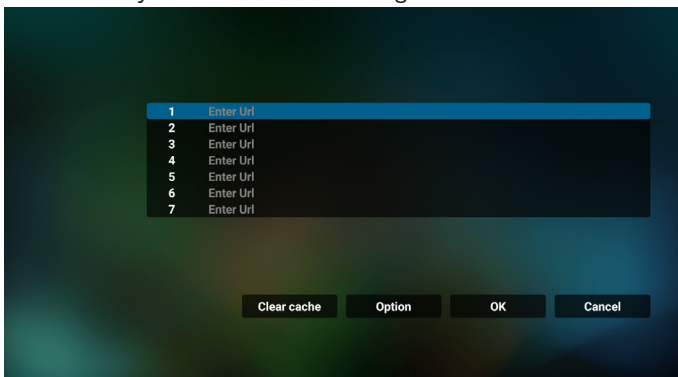 1 Enter Url
2 Enter Url
3 Enter Url
4 Enter Url
5 Enter Url
6 Enter Url
7 Enter Url
Clear cache Option OK Cancel